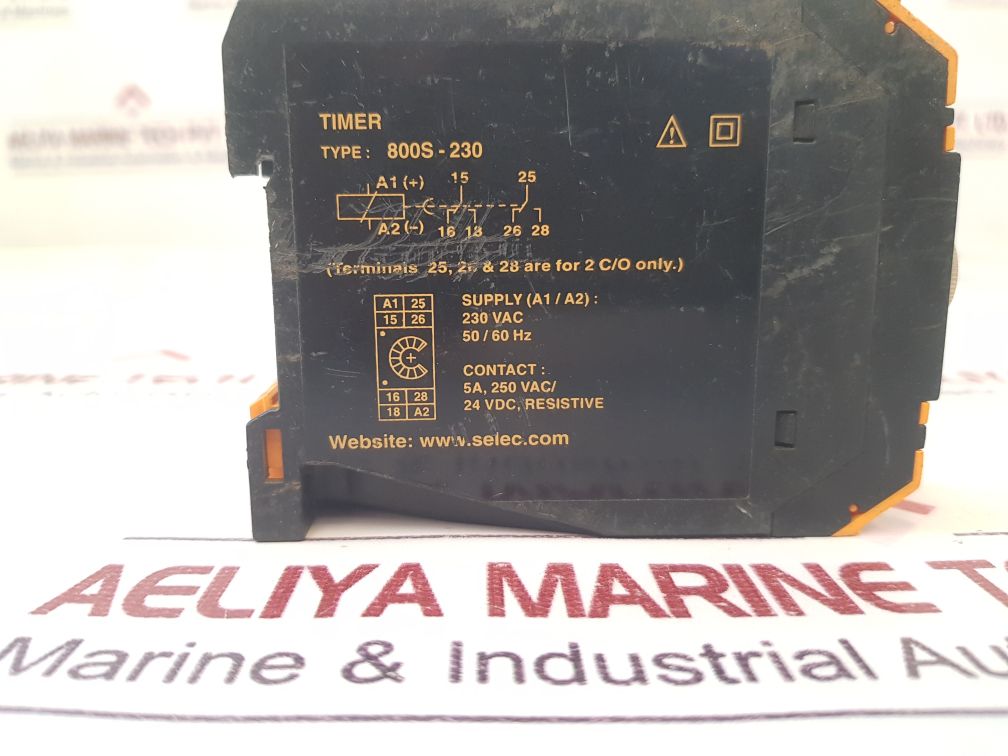 TIMER
TYPE : 800S - 230
A1 (+) 15 25
A2 (–) 16 18 26 28
(Terminals 25, 26 & 28 are for 2 C/O only.)
A1 25
15 26
16 28
18 A2
SUPPLY (A1 / A2) :
230 VAC
50 / 60 Hz
CONTACT :
5A, 250 VAC/
24 VDC, RESISTIVE
Website: www.selec.com
AELIYA MARINE
Marine & Industrial Au